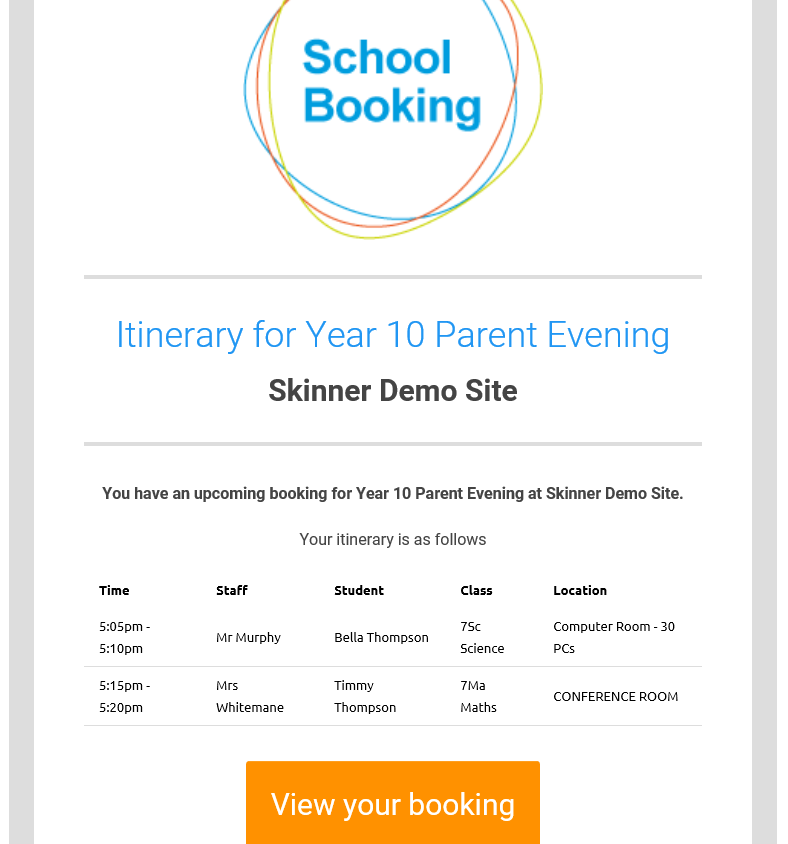 School
Booking
Itinerary for Year 10 Parent Evening
Skinner Demo Site
You have an upcoming booking for Year 10 Parent Evening at Skinner Demo Site.
Your itinerary is as follows
Time Staff Student Class Location
5:05pm - 5:10pm Mr Murphy Bella Thompson 7Sc Science Computer Room - 30 PCs
5:15pm - 5:20pm Mrs Whitemane Timmy Thompson 7Ma Maths CONFERENCE ROOM
View your booking